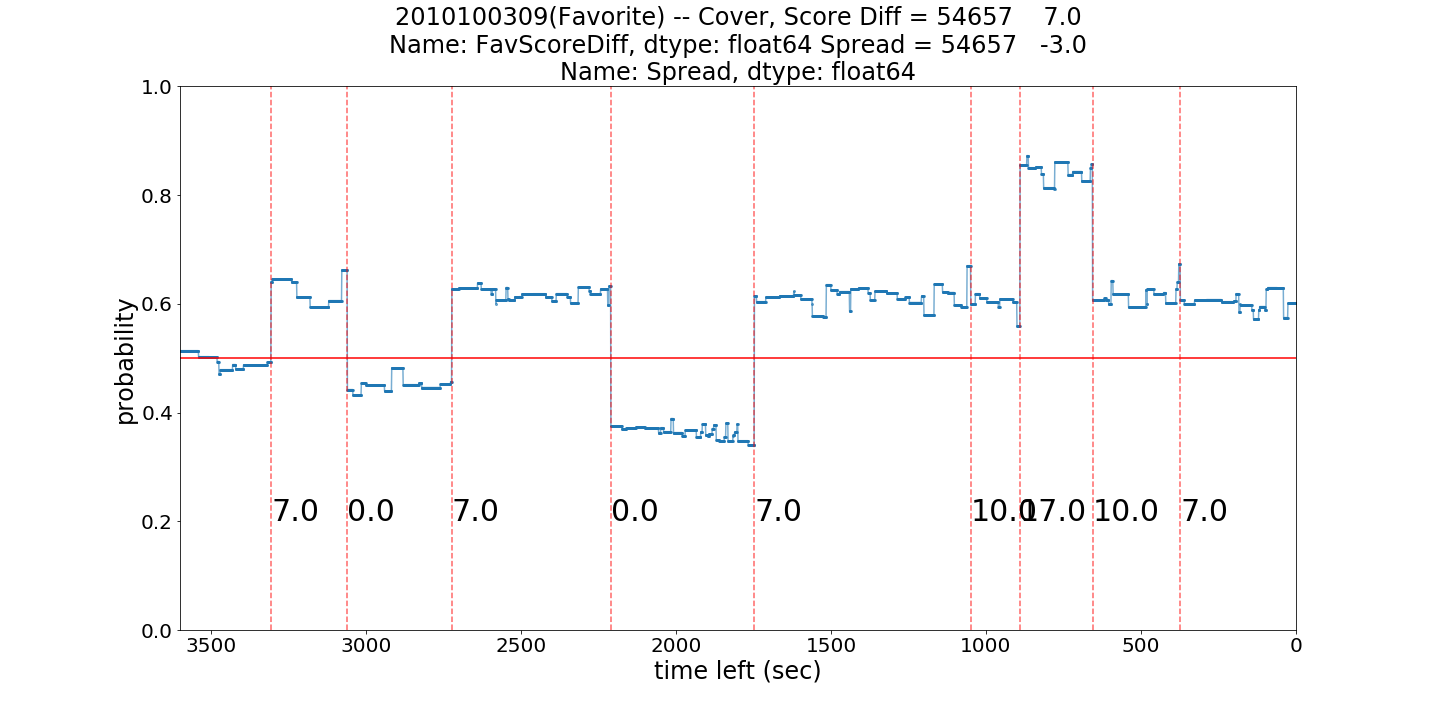 2010100309(Favorite) -- Cover, Score Diff = 54657    7.0
Name: FavScoreDiff, dtype: float64 Spread = 54657   -3.0
Name: Spread, dtype: float64
1.0
0.8
0.6
0.4
0.2
0.0
probability
7.0 0.0 7.0 0.0 7.0 10.0 17.0 10.0 7.0
3500 3000 2500 2000 1500 1000 500 0
time left (sec)